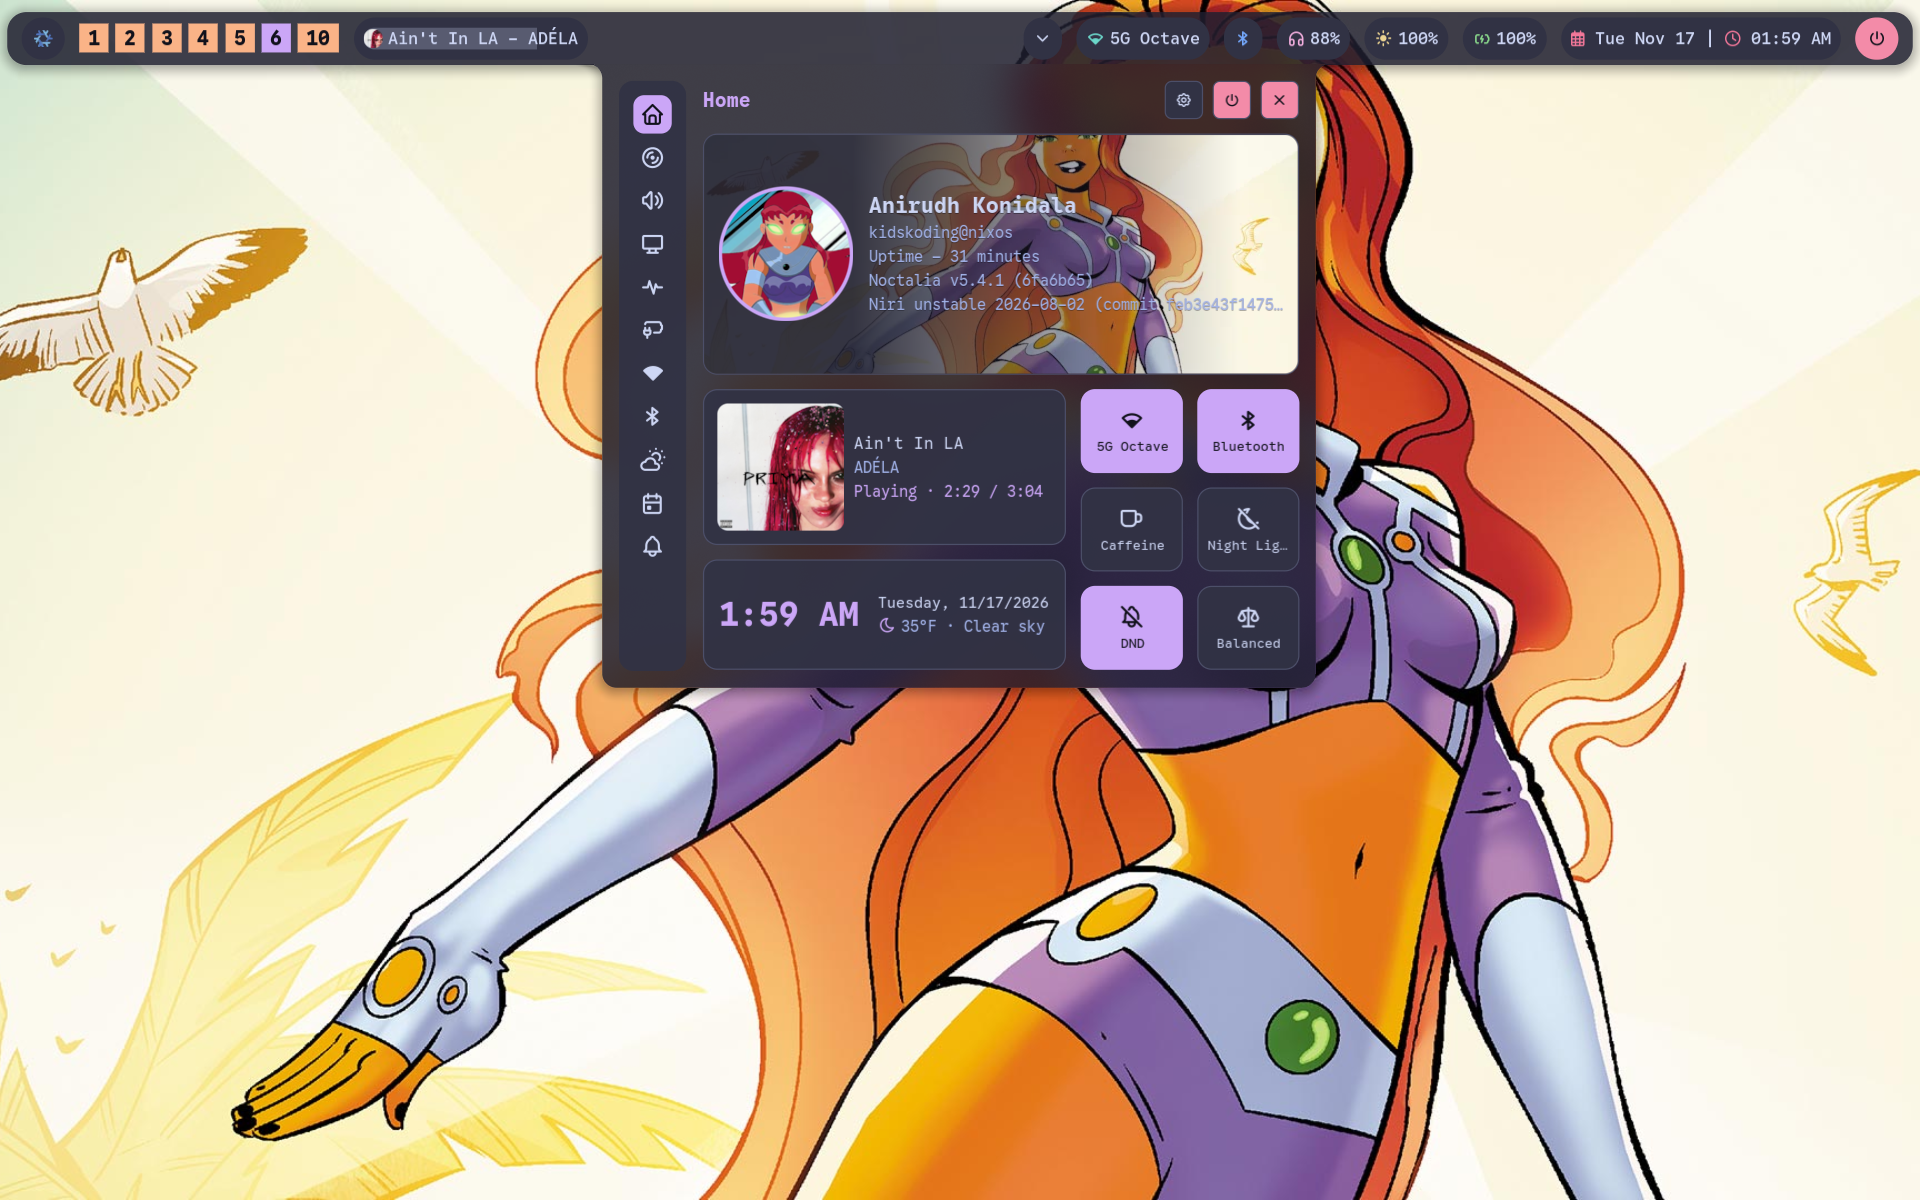 1 2 3 4 5 6 10 Ain't In LA - ADÉLA 5G Octave 88% 100% 100% Tue Nov 17 | 01:59 AM
Home
Anirudh Konidala
kidskoding@nixos
Uptime – 31 minutes
Noctalia v5.4.1 (6fa6b65)
Niri unstable 2026-08-02 (commit feb3e43f1475…
PRIMA
Ain't In LA
ADÉLA
Playing · 2:29 / 3:04
5G Octave Bluetooth
Caffeine Night Lig…
1:59 AM
Tuesday, 11/17/2026
35°F · Clear sky
DND Balanced